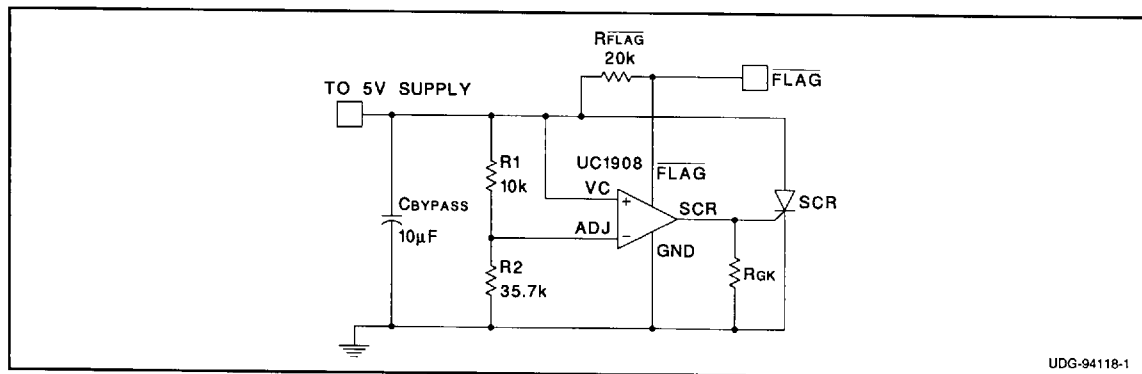 RFLAG
20k
FLAG
TO 5V SUPPLY
R1
10k
UC1908
FLAG
VC
+
SCR
SCR
CBYPASS
10µF
ADJ
-
GND
R2
35.7k
RGK
UDG-94118-1